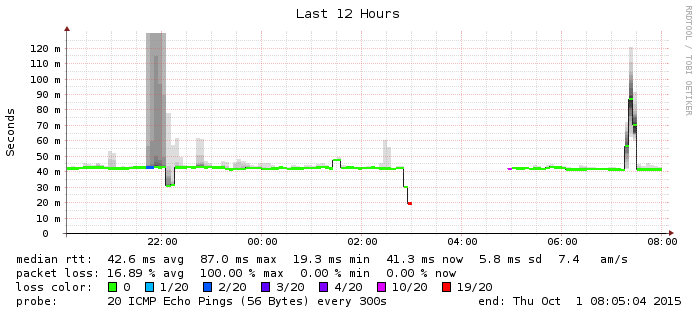 Last 12 Hours
RRDTOOL / TOBI OETIKER
Seconds
120 m
110 m
100 m
90 m
80 m
70 m
60 m
50 m
40 m
30 m
20 m
10 m
0
22:00 00:00 02:00 04:00 06:00 08:00
median rtt: 42.6 ms avg 87.0 ms max 19.3 ms min 41.3 ms now 5.8 ms sd 7.4 am/s
packet loss: 16.89 % avg 100.00 % max 0.00 % min 0.00 % now
loss color: 0 1/20 2/20 3/20 4/20 10/20 19/20
probe: 20 ICMP Echo Pings (56 Bytes) every 300s end: Thu Oct 1 08:05:04 2015